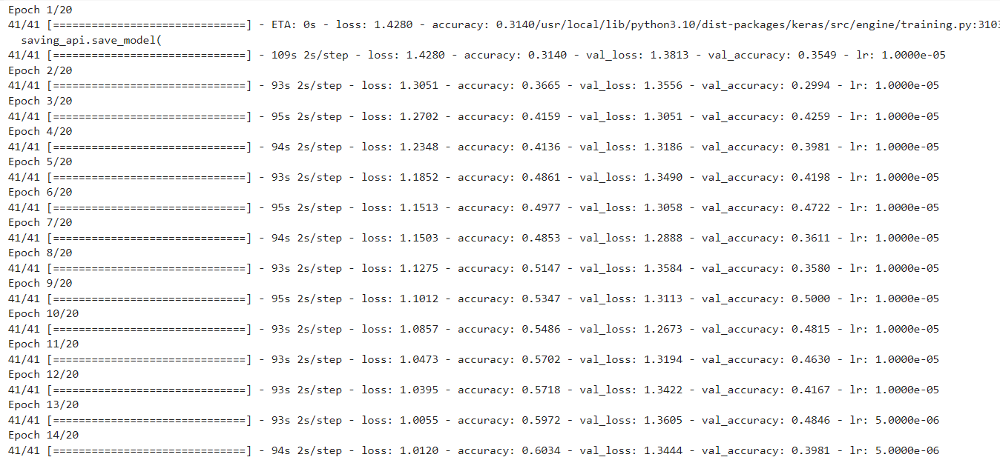 Epoch 1/20
41/41 [==============================] - ETA: 0s - loss: 1.4280 - accuracy: 0.3140/usr/local/lib/python3.10/dist-packages/keras/src/engine/training.py:3103
  saving_api.save_model(
41/41 [==============================] - 109s 2s/step - loss: 1.4280 - accuracy: 0.3140 - val_loss: 1.3813 - val_accuracy: 0.3549 - lr: 1.0000e-05
Epoch 2/20
41/41 [==============================] - 93s 2s/step - loss: 1.3051 - accuracy: 0.3665 - val_loss: 1.3556 - val_accuracy: 0.2994 - lr: 1.0000e-05
Epoch 3/20
41/41 [==============================] - 95s 2s/step - loss: 1.2702 - accuracy: 0.4159 - val_loss: 1.3051 - val_accuracy: 0.4259 - lr: 1.0000e-05
Epoch 4/20
41/41 [==============================] - 94s 2s/step - loss: 1.2348 - accuracy: 0.4136 - val_loss: 1.3186 - val_accuracy: 0.3981 - lr: 1.0000e-05
Epoch 5/20
41/41 [==============================] - 93s 2s/step - loss: 1.1852 - accuracy: 0.4861 - val_loss: 1.3490 - val_accuracy: 0.4198 - lr: 1.0000e-05
Epoch 6/20
41/41 [==============================] - 95s 2s/step - loss: 1.1513 - accuracy: 0.4977 - val_loss: 1.3058 - val_accuracy: 0.4722 - lr: 1.0000e-05
Epoch 7/20
41/41 [==============================] - 94s 2s/step - loss: 1.1503 - accuracy: 0.4853 - val_loss: 1.2888 - val_accuracy: 0.3611 - lr: 1.0000e-05
Epoch 8/20
41/41 [==============================] - 93s 2s/step - loss: 1.1275 - accuracy: 0.5147 - val_loss: 1.3584 - val_accuracy: 0.3580 - lr: 1.0000e-05
Epoch 9/20
41/41 [==============================] - 95s 2s/step - loss: 1.1012 - accuracy: 0.5347 - val_loss: 1.3113 - val_accuracy: 0.5000 - lr: 1.0000e-05
Epoch 10/20
41/41 [==============================] - 93s 2s/step - loss: 1.0857 - accuracy: 0.5486 - val_loss: 1.2673 - val_accuracy: 0.4815 - lr: 1.0000e-05
Epoch 11/20
41/41 [==============================] - 93s 2s/step - loss: 1.0473 - accuracy: 0.5702 - val_loss: 1.3194 - val_accuracy: 0.4630 - lr: 1.0000e-05
Epoch 12/20
41/41 [==============================] - 93s 2s/step - loss: 1.0395 - accuracy: 0.5718 - val_loss: 1.3422 - val_accuracy: 0.4167 - lr: 1.0000e-05
Epoch 13/20
41/41 [==============================] - 93s 2s/step - loss: 1.0055 - accuracy: 0.5972 - val_loss: 1.3605 - val_accuracy: 0.4846 - lr: 5.0000e-06
Epoch 14/20
41/41 [==============================] - 94s 2s/step - loss: 1.0120 - accuracy: 0.6034 - val_loss: 1.3444 - val_accuracy: 0.3981 - lr: 5.0000e-06